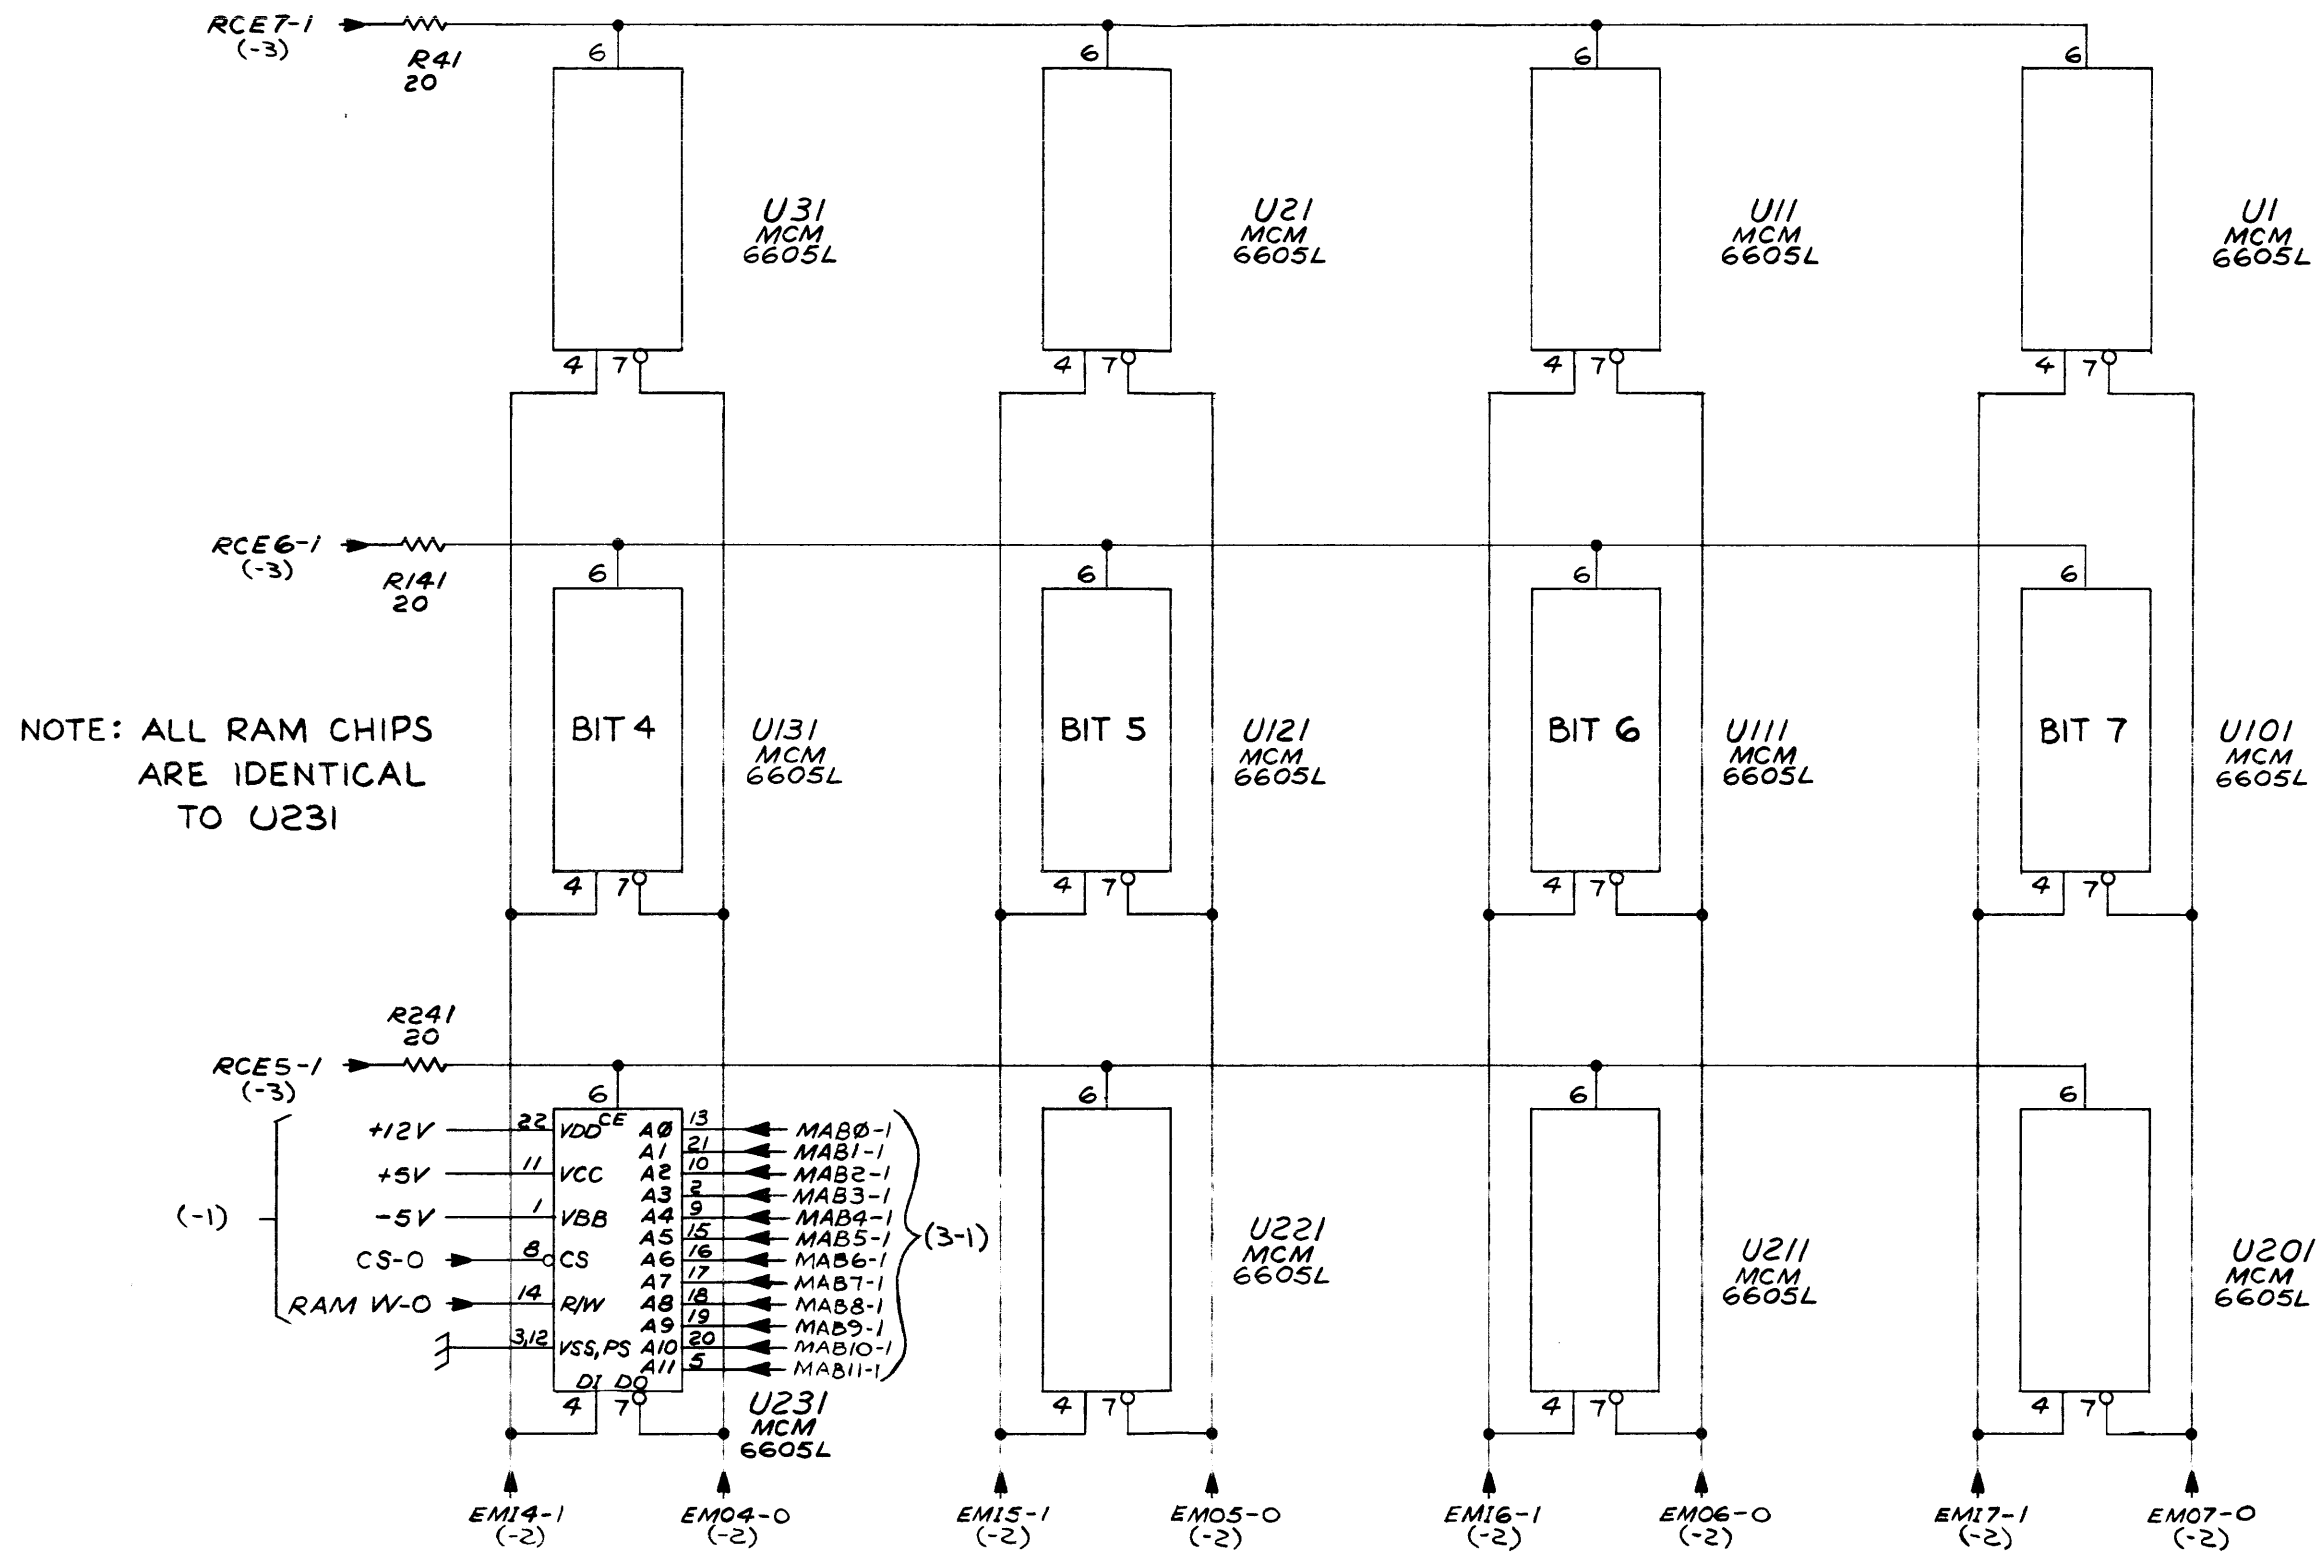 RCE7-1
(-3)
R41
20
6
6
6
6
U31
MCM
6605L
U21
MCM
6605L
U11
MCM
6605L
U1
MCM
6605L
4 7
4 7
4 7
4 7
RCE6-1
(-3)
R141
20
6
6
6
6
NOTE: ALL RAM CHIPS
ARE IDENTICAL
TO U231
BIT 4
U131
MCM
6605L
BIT 5
U121
MCM
6605L
BIT 6
U111
MCM
6605L
BIT 7
U101
MCM
6605L
4 7
4 7
4 7
4 7
R241
20
RCE5-1
(-3)
6
6
6
6
(-1)
+12V 22 VDD CE
+5V 11 VCC
-5V 1 VBB
CS-0 8 CS
RAM W-0 14 R/W
3,12 VSS,PS
A0 13 MABØ-1
A1 21 MAB1-1
A2 10 MAB2-1
A3 2 MAB3-1
A4 9 MAB4-1
A5 15 MAB5-1
A6 16 MAB6-1
A7 17 MAB7-1
A8 18 MAB8-1
A9 19 MAB9-1
A10 20 MAB10-1
A11 5 MAB11-1
(3-1)
DI DO
4 7
U231
MCM
6605L
U221
MCM
6605L
4 7
U211
MCM
6605L
4 7
U201
MCM
6605L
4 7
EMI4-1
(-2)
EMO4-0
(-2)
EMI5-1
(-2)
EMO5-0
(-2)
EMI6-1
(-2)
EMO6-0
(-2)
EMI7-1
(-2)
EMO7-0
(-2)